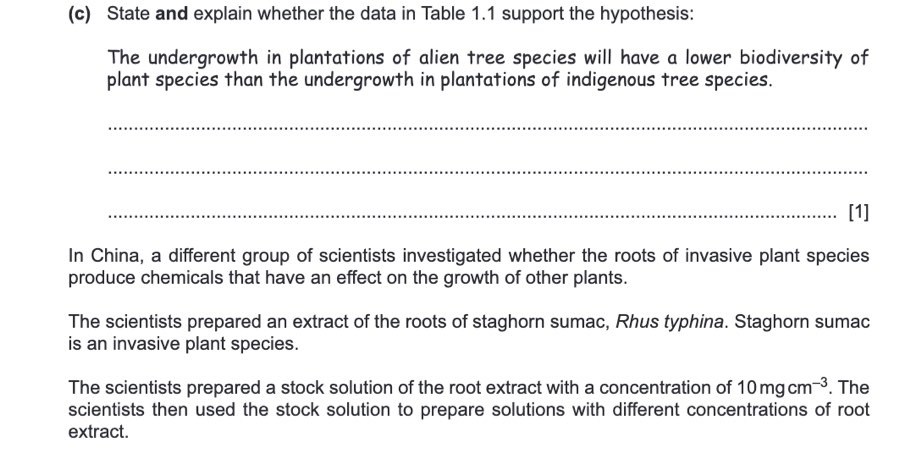 (c) State and explain whether the data in Table 1.1 support the hypothesis:
The undergrowth in plantations of alien tree species will have a lower biodiversity of
plant species than the undergrowth in plantations of indigenous tree species.
..........................................................................................................................................................
..........................................................................................................................................................
.................................................................................................................................................... [1]
In China, a different group of scientists investigated whether the roots of invasive plant species
produce chemicals that have an effect on the growth of other plants.
The scientists prepared an extract of the roots of staghorn sumac, Rhus typhina. Staghorn sumac
is an invasive plant species.
The scientists prepared a stock solution of the root extract with a concentration of 10 mg cm⁻³. The
scientists then used the stock solution to prepare solutions with different concentrations of root
extract.